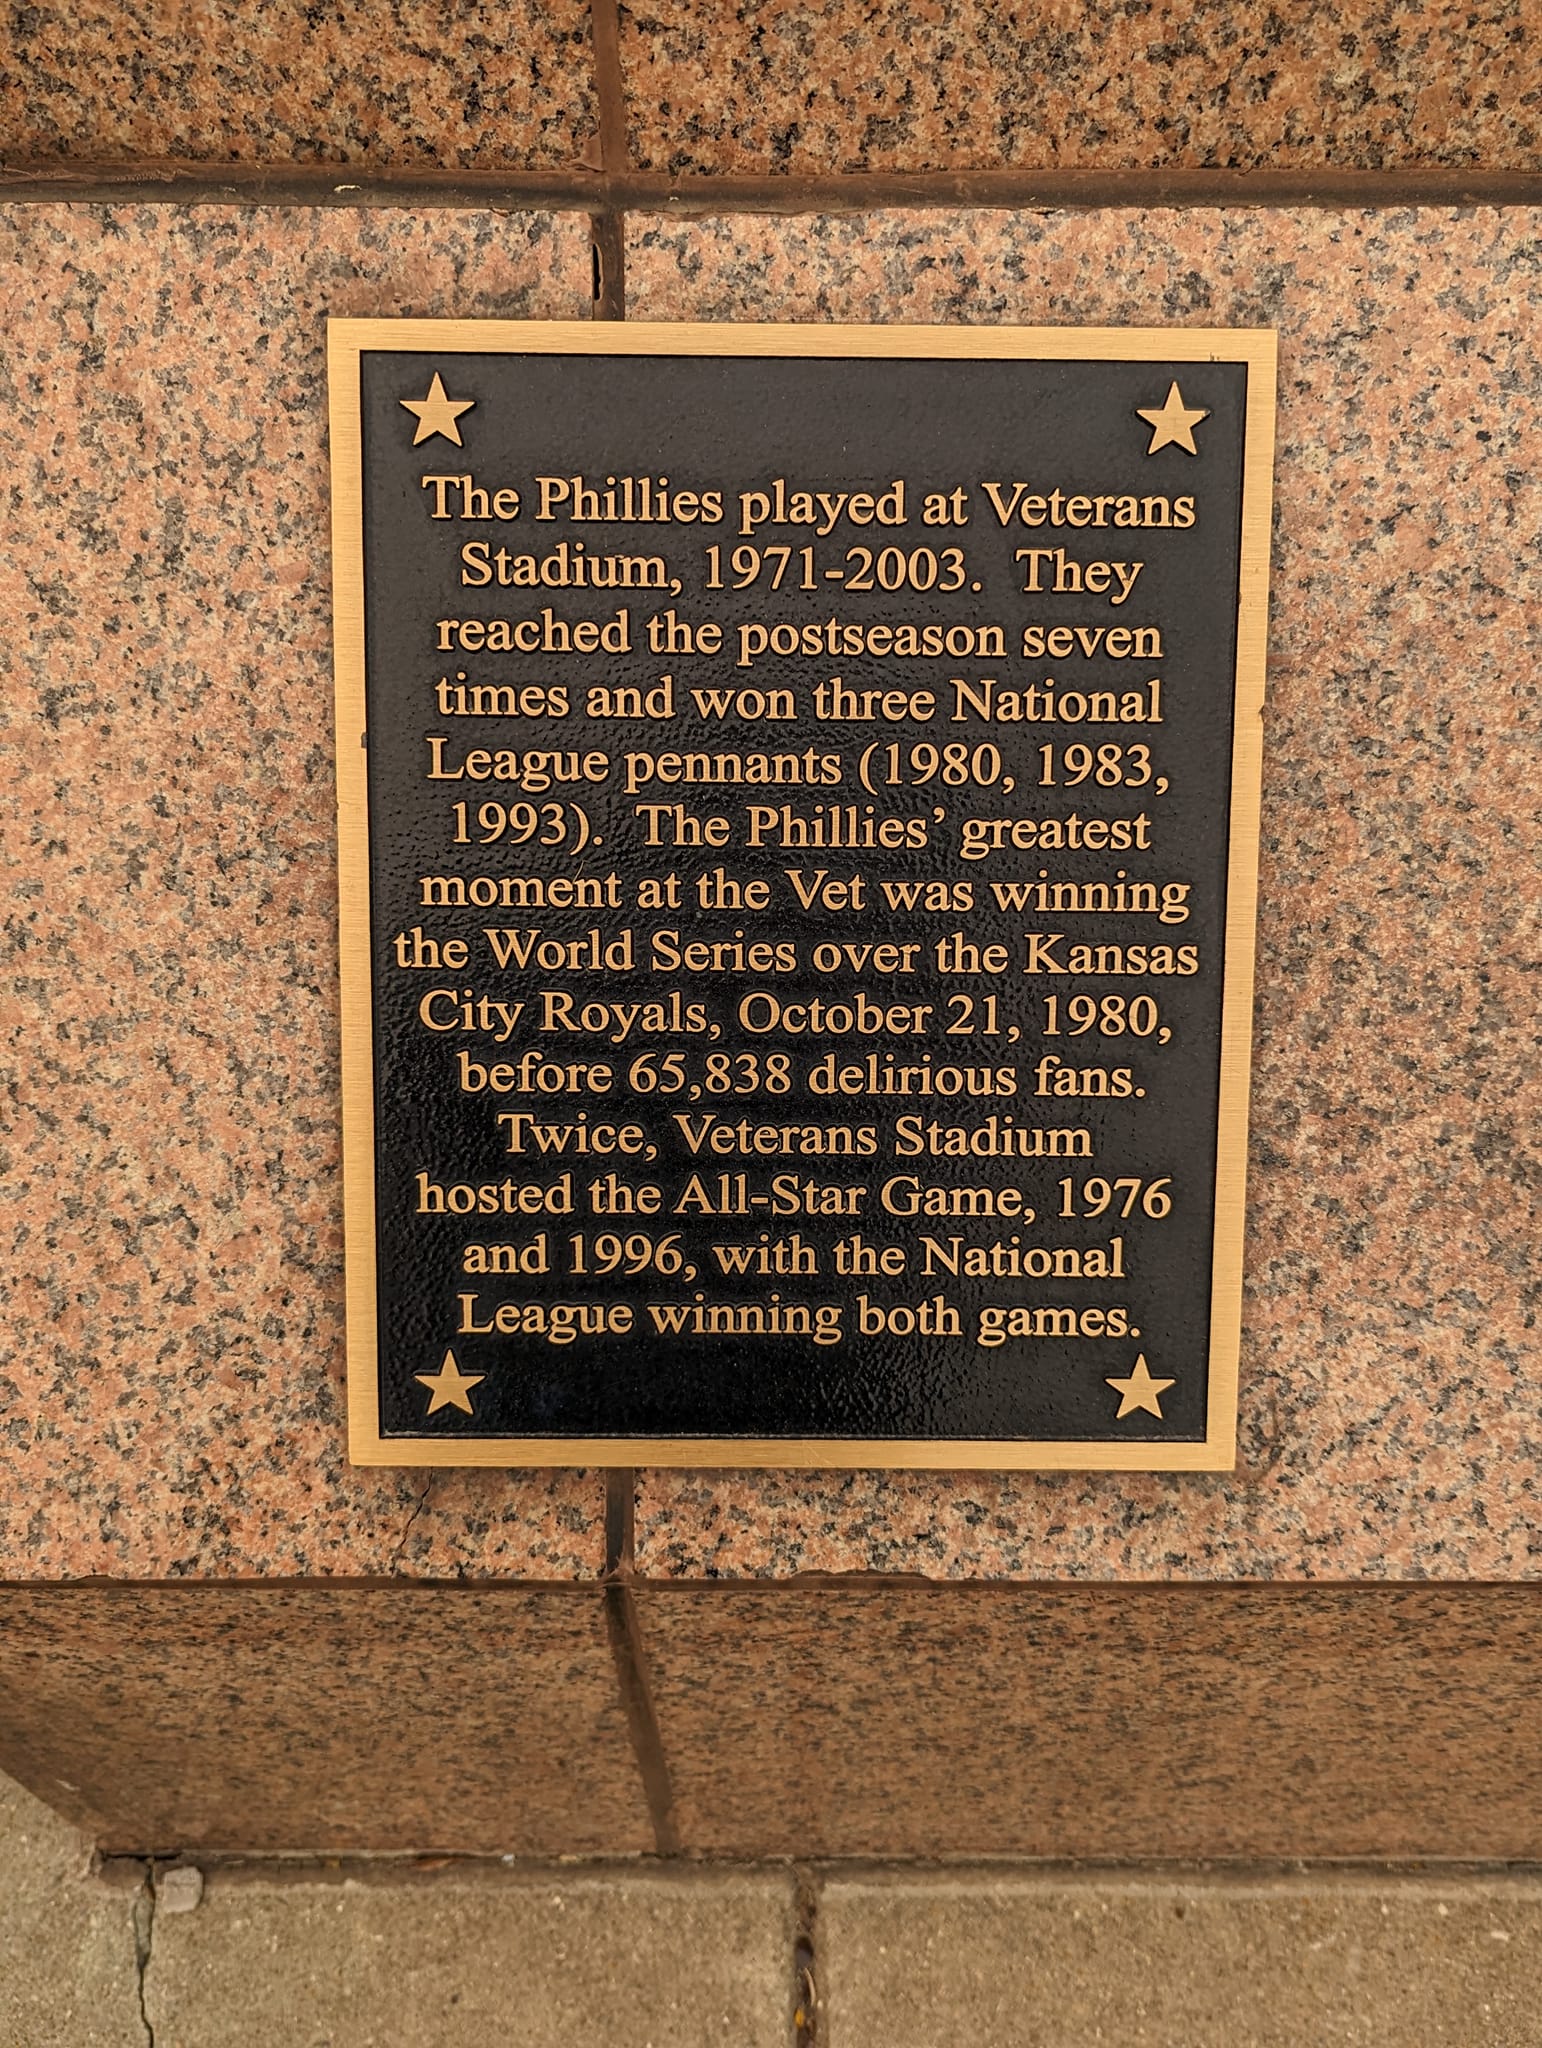 The Phillies played at Veterans
Stadium, 1971-2003. They
reached the postseason seven
times and won three National
League pennants (1980, 1983,
1993). The Phillies’ greatest
moment at the Vet was winning
the World Series over the Kansas
City Royals, October 21, 1980,
before 65,838 delirious fans.
Twice, Veterans Stadium
hosted the All-Star Game, 1976
and 1996, with the National
League winning both games.